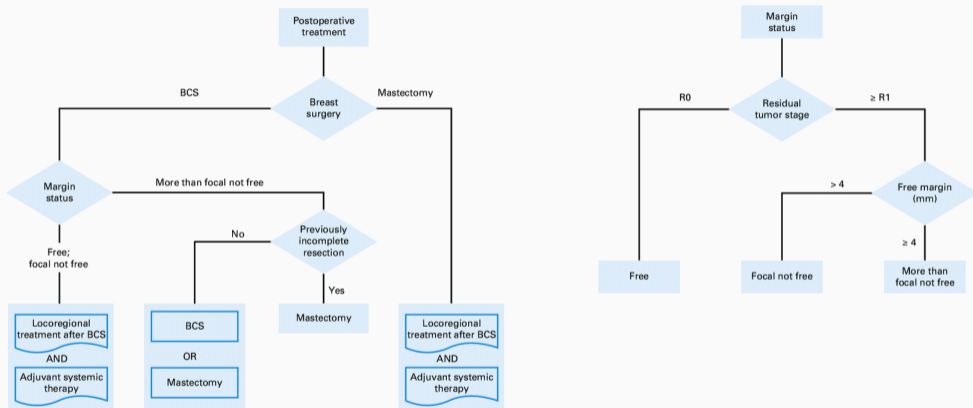 Postoperative
treatment
BCS
Breast
surgery
Mastectomy
Margin
status
More than focal not free
Free;
focal not free
No
Previously
incomplete
resection
Yes
Locoregional
treatment after BCS
AND
Adjuvant systemic
therapy
BCS
OR
Mastectomy
Mastectomy
Locoregional
treatment after BCS
AND
Adjuvant systemic
therapy
Margin
status
R0
Residual
tumor stage
≥ R1
> 4
Free margin
(mm)
≥ 4
Free
Focal not free
More than
focal not free